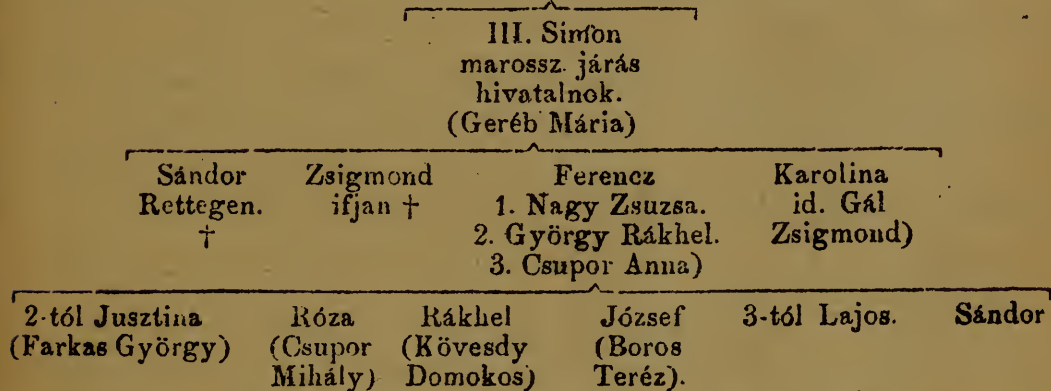 III. Simon
marossz. járás
hivatalnok.
(Geréb Mária)
Sándor Zsigmond Ferencz Karolina
Rettegen. ifjan † 1. Nagy Zsuzsa. id. Gál
† 2. György Rákhel. Zsigmond)
3. Csupor Anna)
2-tól Jusztina Róza Rákhel József 3-tól Lajos. Sándor
(Farkas György) (Csupor (Kövesdy (Boros
Mihály) Domokos) Teréz).